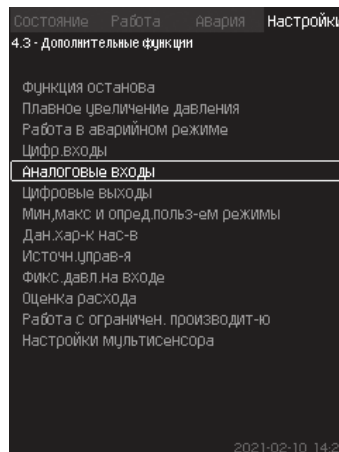 Состояние Работа Авария Настройки
4.3 - Дополнительные функции
Функция останова
Плавное увеличение давления
Работа в аварийном режиме
Цифр.входы
Аналоговые входы
Цифровые выходы
Мин,макс и опред.польз-ем режимы
Дан.хар-к нас-в
Источн.управ-я
Фикс.давл.на входе
Оценка расхода
Работа с ограничен. производит-ю
Настройки мультисенсора
2021-02-10 14:2